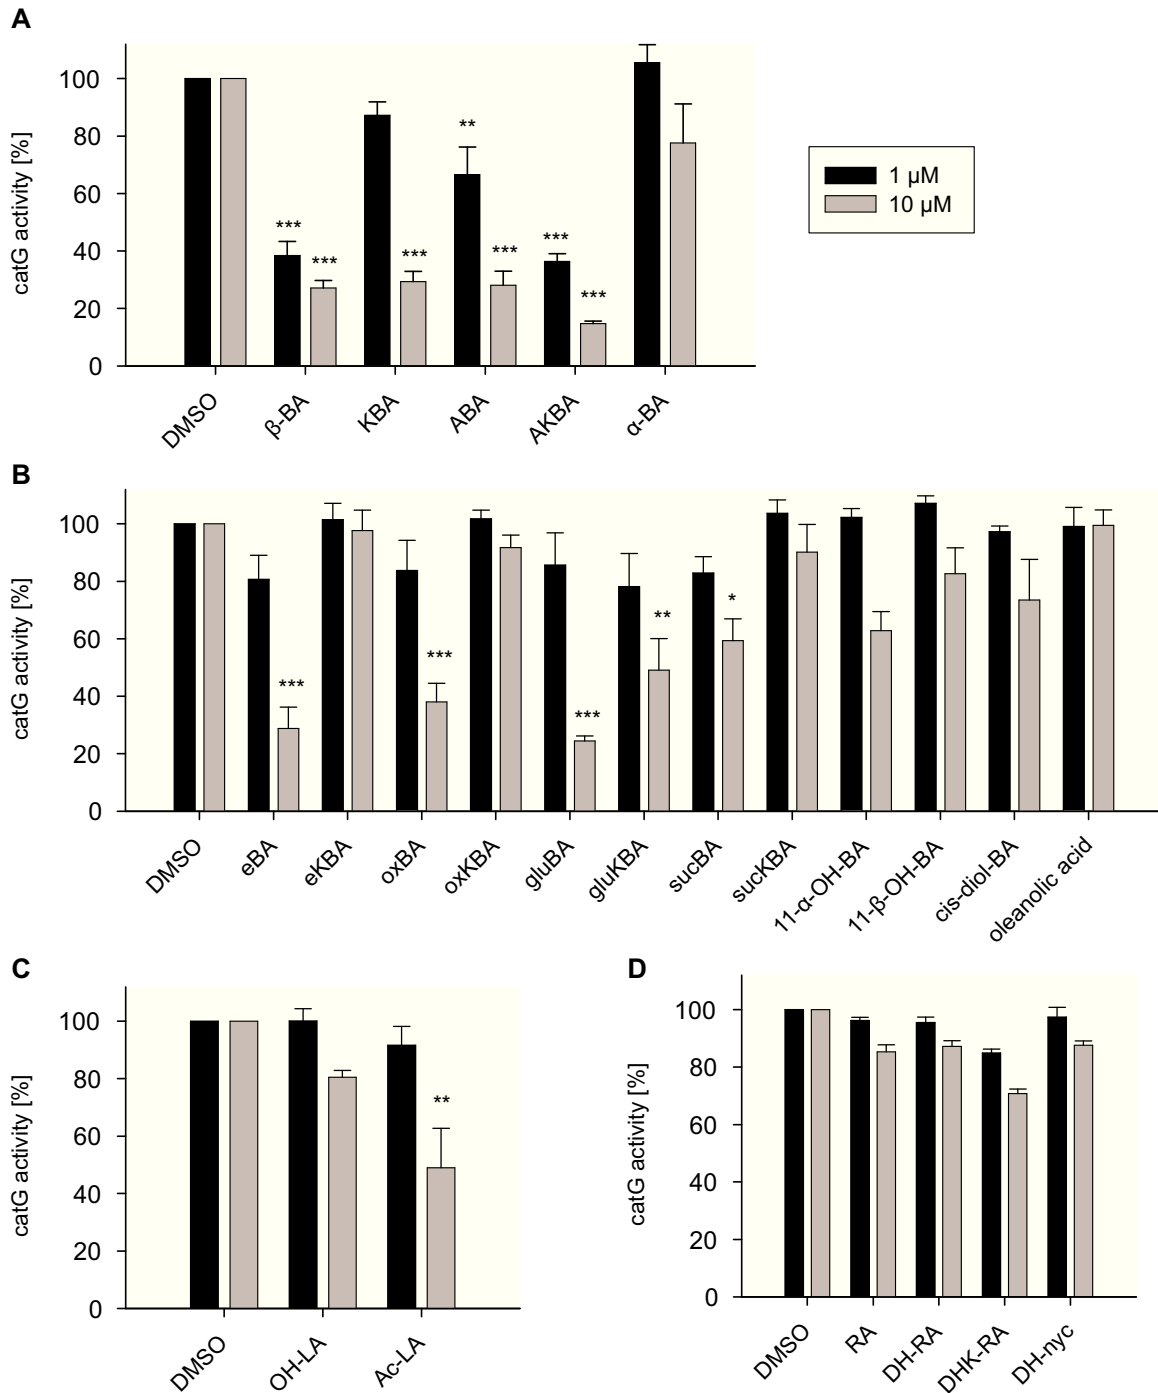 A
catG activity [%]
100
80
60
40
20
0
***
***
***
**
***
***
***
DMSO
β-BA
KBA
ABA
AKBA
α-BA
1 µM
10 µM
B
catG activity [%]
100
80
60
40
20
0
***
***
***
**
*
DMSO
eBA
eKBA
oxBA
oxKBA
gluBA
gluKBA
sucBA
sucKBA
11-α-OH-BA
11-β-OH-BA
cis-diol-BA
oleanolic acid
C
catG activity [%]
100
80
60
40
20
0
**
DMSO
OH-LA
Ac-LA
D
catG activity [%]
100
80
60
40
20
0
DMSO
RA
DH-RA
DHK-RA
DH-nyc